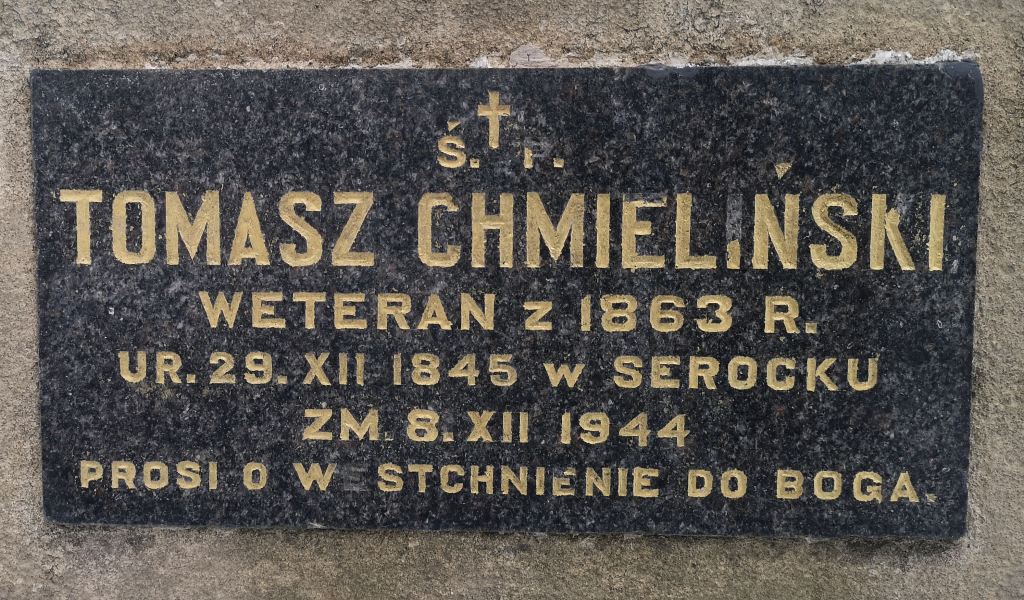 Ś. † P.
TOMASZ CHMIELIŃSKI
WETERAN z 1863 R.
UR. 29. XII 1845 w SEROCKU
ZM. 8. XII 1944
PROSI O WESTCHNIENIE DO BOGA.